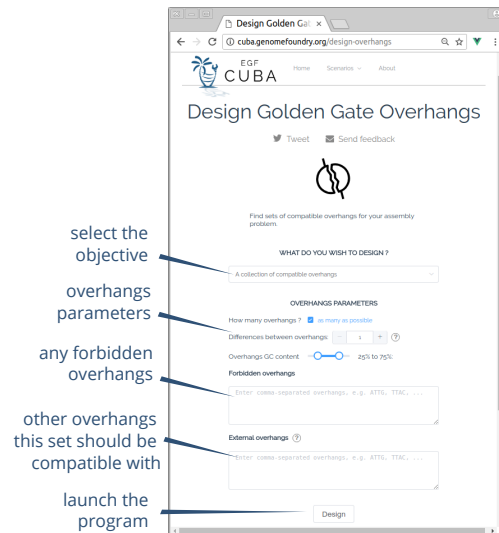 Design Golden Gat ×
cuba.genomefoundry.org/design-overhangs
EGF
CUBA
Home
Scenarios
About
Design Golden Gate Overhangs
Tweet
Send feedback
Find sets of compatible overhangs for your assembly
problem.
select the
objective
WHAT DO YOU WISH TO DESIGN ?
A collection of compatible overhangs
overhangs
parameters
OVERHANGS PARAMETERS
How many overhangs ? as many as possible
Differences between overhangs: - 1 + ?
Overhangs GC content 25% to 75%:
any forbidden
overhangs
Forbidden overhangs
Enter comma-separated overhangs, e.g. ATTG, TTAC, ...
other overhangs
this set should be
compatible with
External overhangs ?
Enter comma-separated overhangs, e.g. ATTG, TTAC, ...
launch the
program
Design